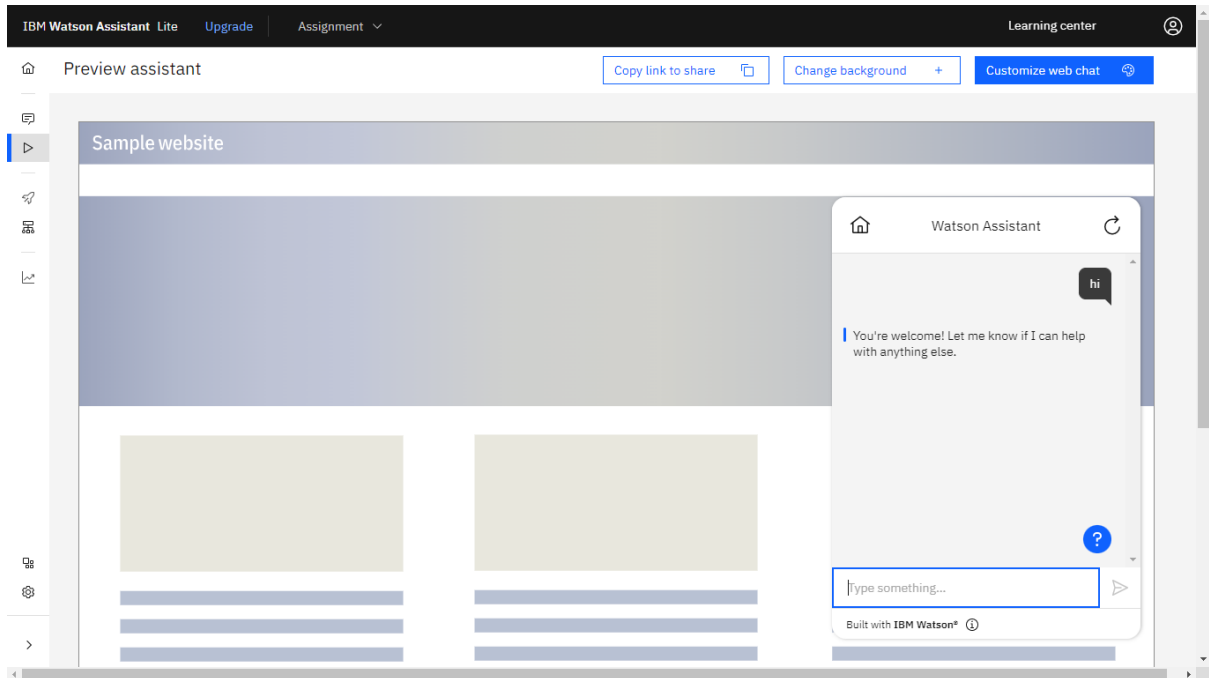 IBM Watson Assistant Lite Upgrade Assignment Learning center
Preview assistant Copy link to share Change background + Customize web chat
Sample website
Watson Assistant
hi
You're welcome! Let me know if I can help
with anything else.
?
Type something...
Built with IBM Watson®